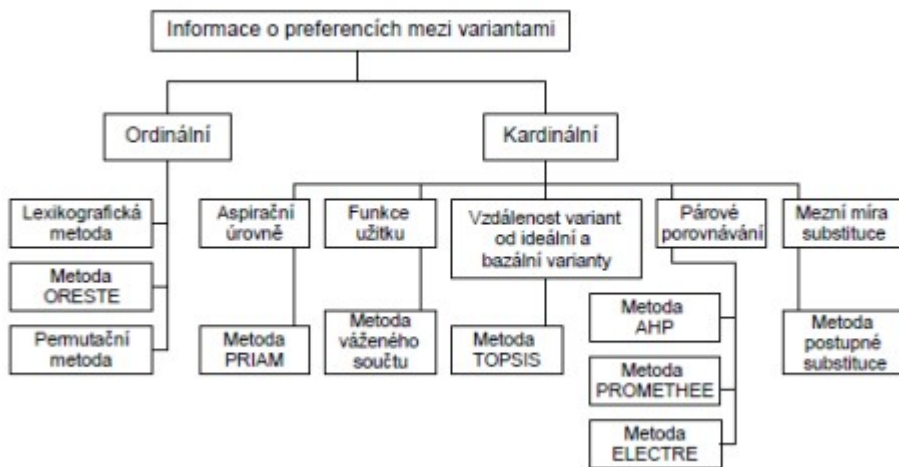 Informace o preferencích mezi variantami
Ordinální
Kardinální
Lexikografická
metoda
Metoda
ORESTE
Permutační
metoda
Aspirační
úrovně
Funkce
užitku
Vzdálenost variant
od ideální a
bazální varianty
Párové
porovnávání
Mezní míra
substituce
Metoda
PRIAM
Metoda
váženého
součtu
Metoda
TOPSIS
Metoda
AHP
Metoda
PROMETHEE
Metoda
ELECTRE
Metoda
postupné
substituce